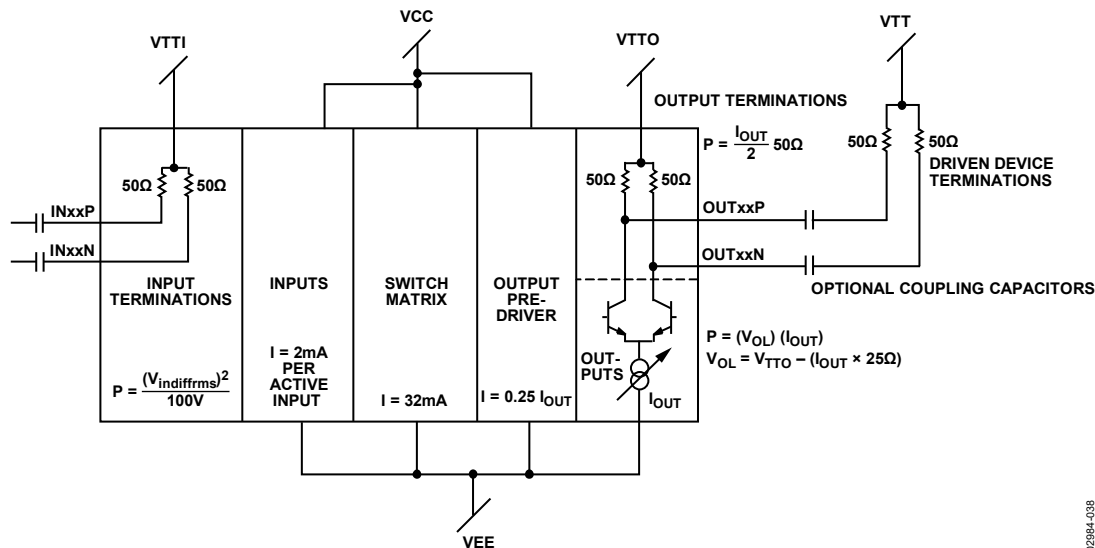 VCC
VTTI
VTTO
VTT
OUTPUT TERMINATIONS
P = I_OUT/2 50Ω
50Ω
50Ω
DRIVEN DEVICE
TERMINATIONS
50Ω
50Ω
50Ω
50Ω
INxxP
INxxN
OUTxxP
OUTxxN
OPTIONAL COUPLING CAPACITORS
INPUT
TERMINATIONS
P = (V_indiffrms)²/100V
INPUTS
I = 2mA
PER
ACTIVE
INPUT
SWITCH
MATRIX
I = 32mA
OUTPUT
PRE-
DRIVER
I = 0.25 I_OUT
OUT-
PUTS
I_OUT
P = (V_OL) (I_OUT)
V_OL = V_TTO – (I_OUT × 25Ω)
VEE
02984-038